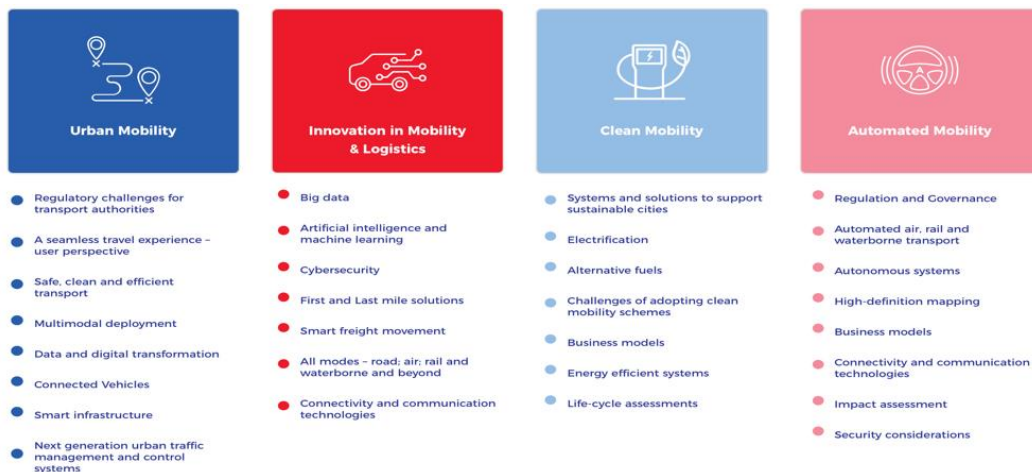 Urban Mobility
Regulatory challenges for
transport authorities
A seamless travel experience –
user perspective
Safe, clean and efficient
transport
Multimodal deployment
Data and digital transformation
Connected Vehicles
Smart infrastructure
Next generation urban traffic
management and control
systems
Innovation in Mobility
& Logistics
Big data
Artificial intelligence and
machine learning
Cybersecurity
First and Last mile solutions
Smart freight movement
All modes – road; air; rail and
waterborne and beyond
Connectivity and communication
technologies
Clean Mobility
Systems and solutions to support
sustainable cities
Electrification
Alternative fuels
Challenges of adopting clean
mobility schemes
Business models
Energy efficient systems
Life-cycle assessments
A
Automated Mobility
Regulation and Governance
Automated air, rail and
waterborne transport
Autonomous systems
High-definition mapping
Business models
Connectivity and communication
technologies
Impact assessment
Security considerations